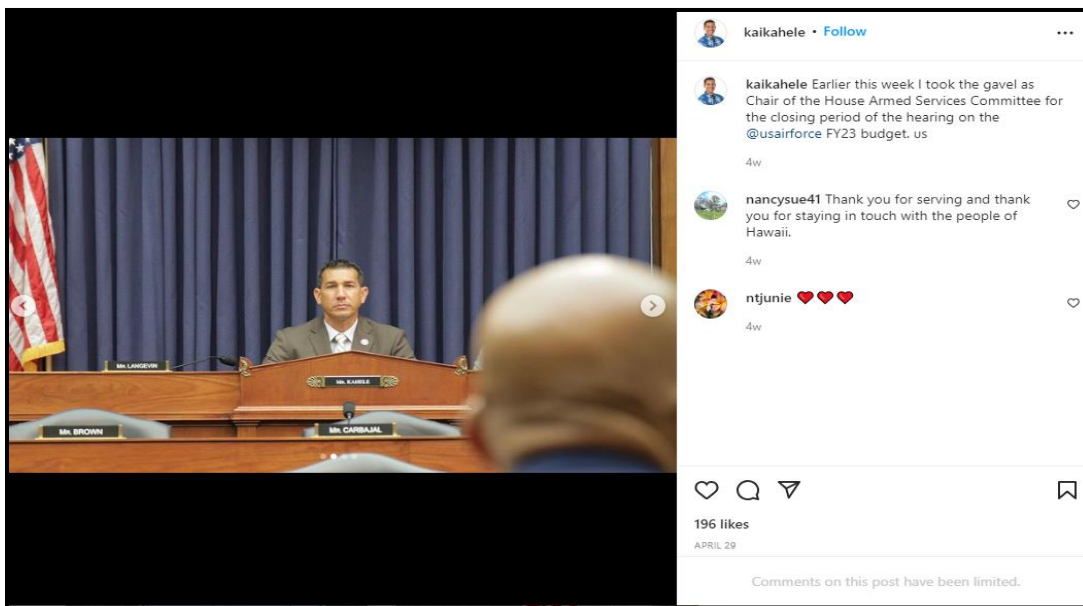 kaikahele • Follow
kaikahele Earlier this week I took the gavel as
Chair of the House Armed Services Committee for
the closing period of the hearing on the
@usairforce FY23 budget. us
4w
nancysue41 Thank you for serving and thank
you for staying in touch with the people of
Hawaii.
4w
ntjunie ❤️❤️❤️
4w
MR. LANGEVIN
MR. KAHELE
MR. BROWN
MR. CARBAJAL
196 likes
APRIL 29
Comments on this post have been limited.